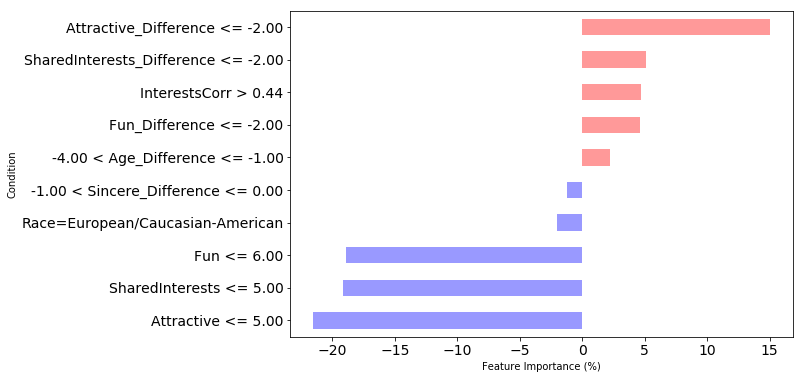 Attractive_Difference <= -2.00
SharedInterests_Difference <= -2.00
InterestsCorr > 0.44
Fun_Difference <= -2.00
-4.00 < Age_Difference <= -1.00
-1.00 < Sincere_Difference <= 0.00
Race=European/Caucasian-American
Fun <= 6.00
SharedInterests <= 5.00
Attractive <= 5.00
Condition
−20 −15 −10 −5 0 5 10 15
Feature Importance (%)